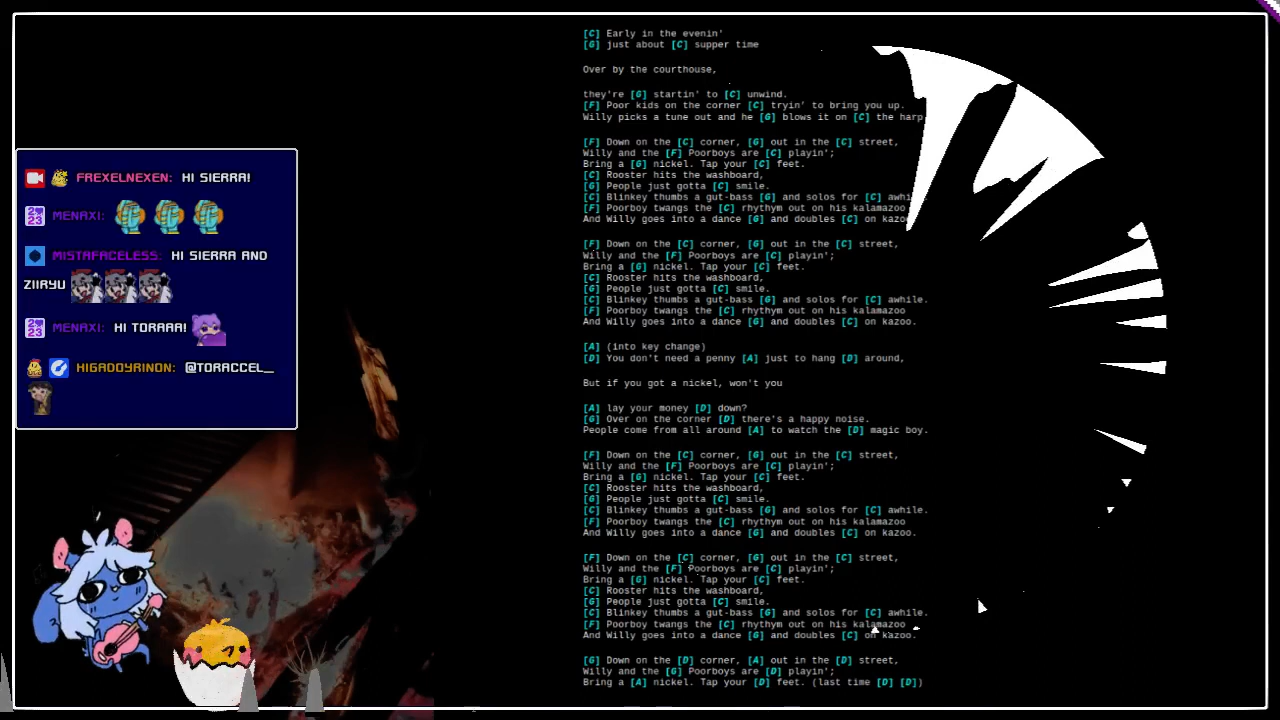 FREXELNEXEN: HI SIERRA!
MENAXI:
MISTAFACELESS: HI SIERRA AND
ZIIRYU
MENAXI: HI TORAAA!
HIGADOYRINON: @TORACCEL_
[C] Early in the evenin'
[G] just about [C] supper time
Over by the courthouse,
they're [G] startin' to [C] unwind.
[F] Poor kids on the corner [C] tryin' to bring you up.
Willy picks a tune out and he [G] blows it on [C] the harp
[F] Down on the [C] corner, [G] out in the [C] street,
Willy and the [F] Poorboys are [C] playin';
Bring a [G] nickel. Tap your [C] feet.
[C] Rooster hits the washboard,
[G] People just gotta [C] smile.
[C] Blinkey thumbs a gut-bass [G] and solos for [C] awhi
[F] Poorboy twangs the [C] rhythym out on his kalamazoo
And Willy goes into a dance [G] and doubles [C] on kazoo
[F] Down on the [C] corner, [G] out in the [C] street,
Willy and the [F] Poorboys are [C] playin';
Bring a [G] nickel. Tap your [C] feet.
[C] Rooster hits the washboard,
[G] People just gotta [C] smile.
[C] Blinkey thumbs a gut-bass [G] and solos for [C] awhile.
[F] Poorboy twangs the [C] rhythym out on his kalamazoo
And Willy goes into a dance [G] and doubles [C] on kazoo.
[A] (into key change)
[D] You don't need a penny [A] just to hang [D] around,
But if you got a nickel, won't you
[A] lay your money [D] down?
[G] Over on the corner [D] there's a happy noise.
People come from all around [A] to watch the [D] magic boy.
[F] Down on the [C] corner, [G] out in the [C] street,
Willy and the [F] Poorboys are [C] playin';
Bring a [G] nickel. Tap your [C] feet.
[C] Rooster hits the washboard,
[G] People just gotta [C] smile.
[C] Blinkey thumbs a gut-bass [G] and solos for [C] awhile.
[F] Poorboy twangs the [C] rhythym out on his kalamazoo
And Willy goes into a dance [G] and doubles [C] on kazoo.
[F] Down on the [C] corner, [G] out in the [C] street,
Willy and the [F] Poorboys are [C] playin';
Bring a [G] nickel. Tap your [C] feet.
[C] Rooster hits the washboard,
[G] People just gotta [C] smile.
[C] Blinkey thumbs a gut-bass [G] and solos for [C] awhile.
[F] Poorboy twangs the [C] rhythym out on his kalamazoo
And Willy goes into a dance [G] and doubles [C] on kazoo.
[G] Down on the [D] corner, [A] out in the [D] street,
Willy and the [G] Poorboys are [D] playin';
Bring a [A] nickel. Tap your [D] feet. (last time [D] [D])